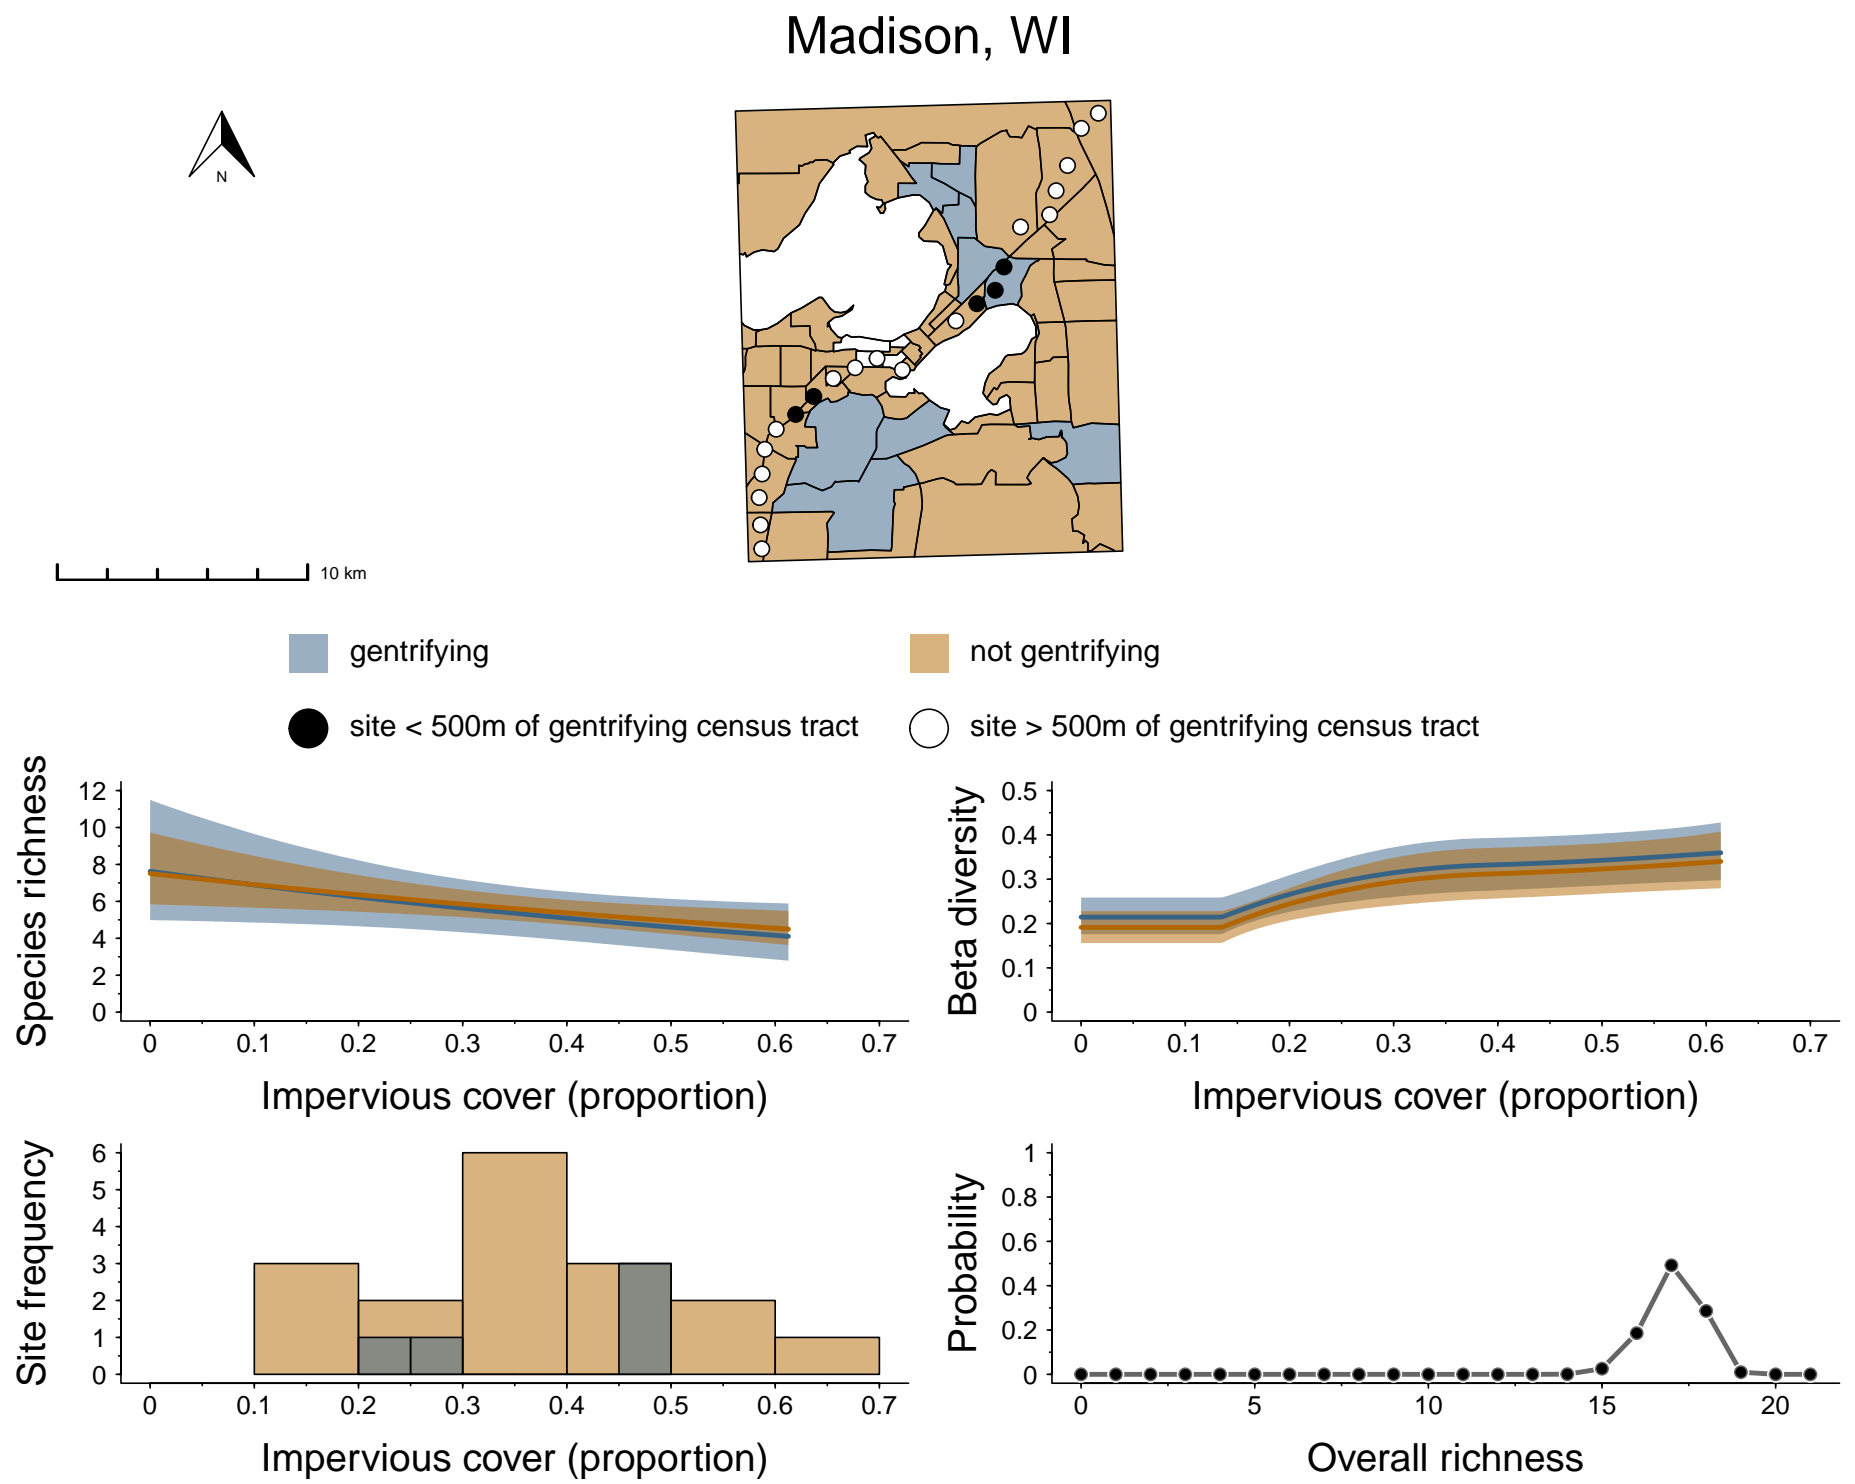 Madison, WI
N
10 km
gentrifying
not gentrifying
site < 500m of gentrifying census tract
site > 500m of gentrifying census tract
Species richness
12
10
8
6
4
2
0
0 0.1 0.2 0.3 0.4 0.5 0.6 0.7
Impervious cover (proportion)
Beta diversity
0.5
0.4
0.3
0.2
0.1
0
0 0.1 0.2 0.3 0.4 0.5 0.6 0.7
Impervious cover (proportion)
Site frequency
6
5
4
3
2
1
0
0 0.1 0.2 0.3 0.4 0.5 0.6 0.7
Impervious cover (proportion)
Probability
1
0.8
0.6
0.4
0.2
0
0 5 10 15 20
Overall richness